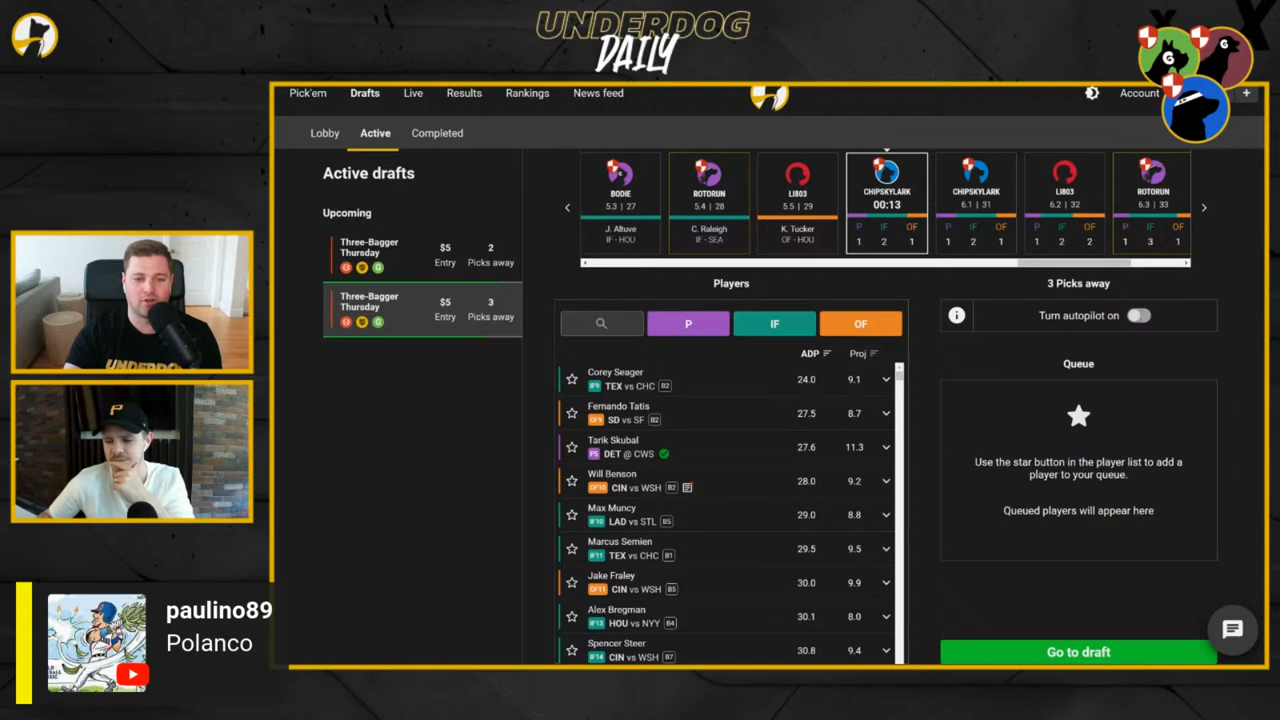 UNDERDOG
DAILY
Pick'em Drafts Live Results Rankings News feed Account +
Lobby Active Completed
Active drafts
Upcoming
Three-Bagger Thursday
$5 Entry
2 Picks away
Three-Bagger Thursday
$5 Entry
3 Picks away
BODIE
5.3 | 27
J. Altuve
IF - HOU
ROTORUN
5.4 | 28
C. Raleigh
IF - SEA
LI803
5.5 | 29
K. Tucker
OF - HOU
CHIPSKYLARK
00:13
P IF OF
1 2 1
CHIPSKYLARK
6.1 | 31
P IF OF
1 2 1
LI803
6.2 | 32
P IF OF
1 2 2
ROTORUN
6.3 | 33
P IF OF
1 3 1
Players
P IF OF
ADP Proj
Corey Seager
IF9 TEX vs CHC B2
24.0 9.1
Fernando Tatis
OF9 SD vs SF B2
27.5 8.7
Tarik Skubal
P5 DET @ CWS
27.6 11.3
Will Benson
OF10 CIN vs WSH B2
28.0 9.2
Max Muncy
IF10 LAD vs STL B5
29.0 8.8
Marcus Semien
IF11 TEX vs CHC B1
29.5 9.5
Jake Fraley
OF11 CIN vs WSH B5
30.0 9.9
Alex Bregman
IF13 HOU vs NYY B4
30.1 8.0
Spencer Steer
IF14 CIN vs WSH B7
30.8 9.4
3 Picks away
Turn autopilot on
Queue
Use the star button in the player list to add a
player to your queue.
Queued players will appear here
Go to draft
UNDERDOG
P
paulino89
Polanco